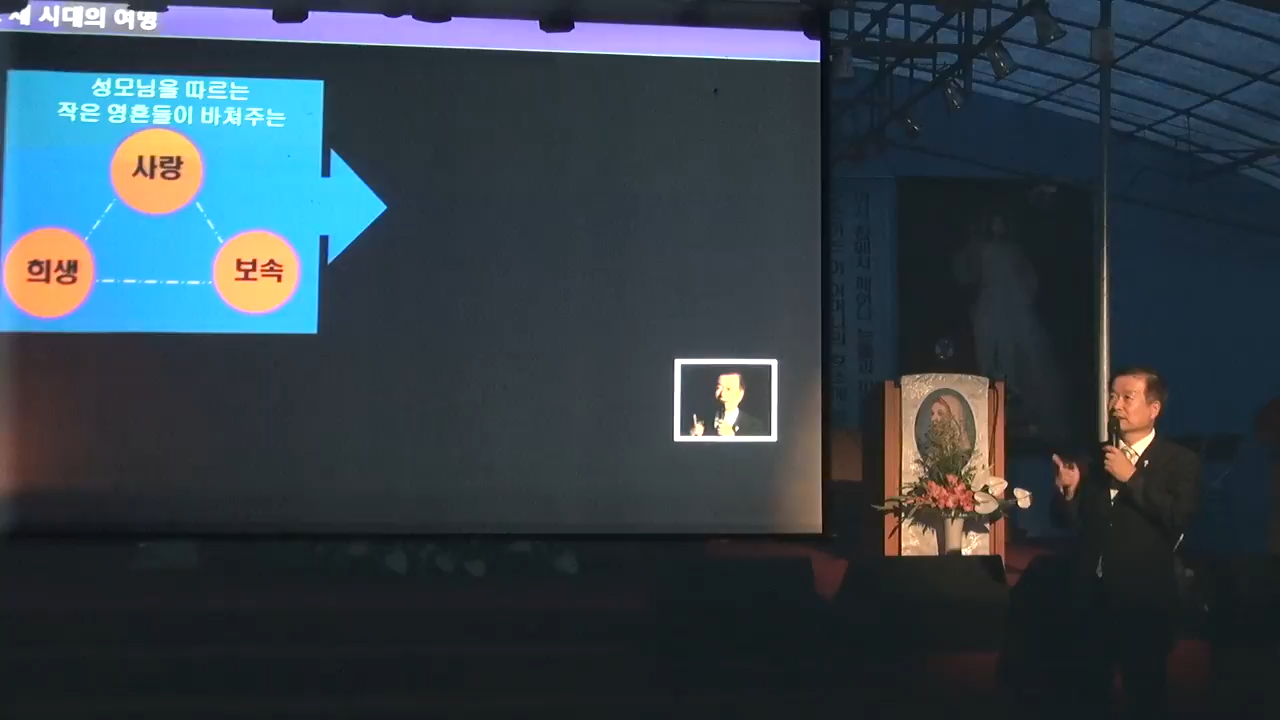 새 시대의 여명
성모님을 따르는
작은 영혼들이 바쳐주는
사랑
희생
보속